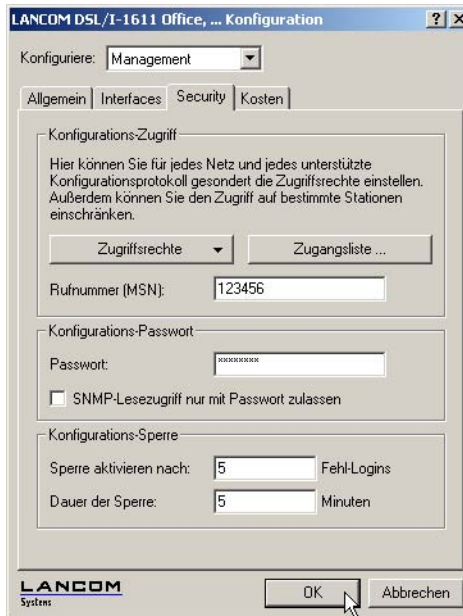 LANCOM DSL/I-1611 Office, ... Konfiguration
Konfiguriere: Management
Allgemein Interfaces Security Kosten
Konfigurations-Zugriff
Hier können Sie für jedes Netz und jedes unterstützte
Konfigurationsprotokoll gesondert die Zugriffsrechte einstellen.
Außerdem können Sie den Zugriff auf bestimmte Stationen
einschränken.
Zugriffsrechte Zugangsliste ...
Rufnummer (MSN): 123456
Konfigurations-Passwort
Passwort: ********
SNMP-Lesezugriff nur mit Passwort zulassen
Konfigurations-Sperre
Sperre aktivieren nach: 5 Fehl-Logins
Dauer der Sperre: 5 Minuten
LANCOM
Systems
OK Abbrechen